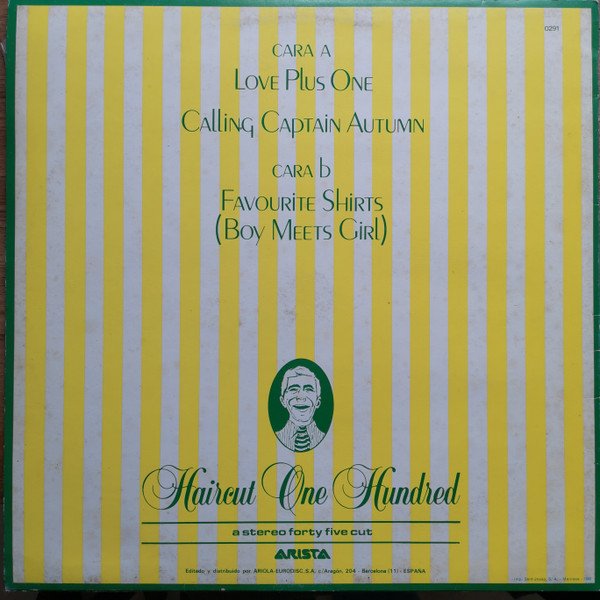 0291
CARA A
LOVE PLUS ONE
CALLING CAPTAIN AUTUMN
CARA b
FAVOURITE SHIRTS
(BOY MEETS GIRL)
Haircut One Hundred
a stereo forty five cut
ARISTA
Editado y distribuido por ARIOLA-EURODISC, S.A. c/Aragón, 204 - Barcelona (11) - ESPAÑA